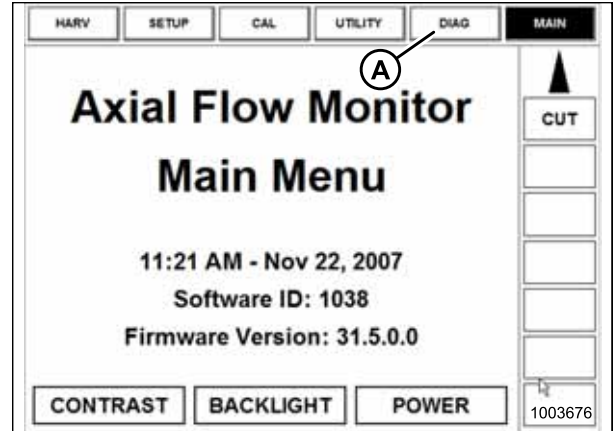 HARV SETUP CAL UTILITY DIAG MAIN
A
Axial Flow Monitor
CUT
Main Menu
11:21 AM - Nov 22, 2007
Software ID: 1038
Firmware Version: 31.5.0.0
CONTRAST BACKLIGHT POWER
1003676